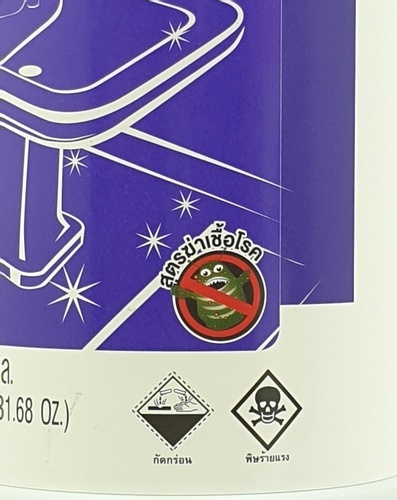 สูตรฆ่าเชื้อโรค
ล.
31.68 OZ.)
กัดกร่อน
พิษร้ายแรง